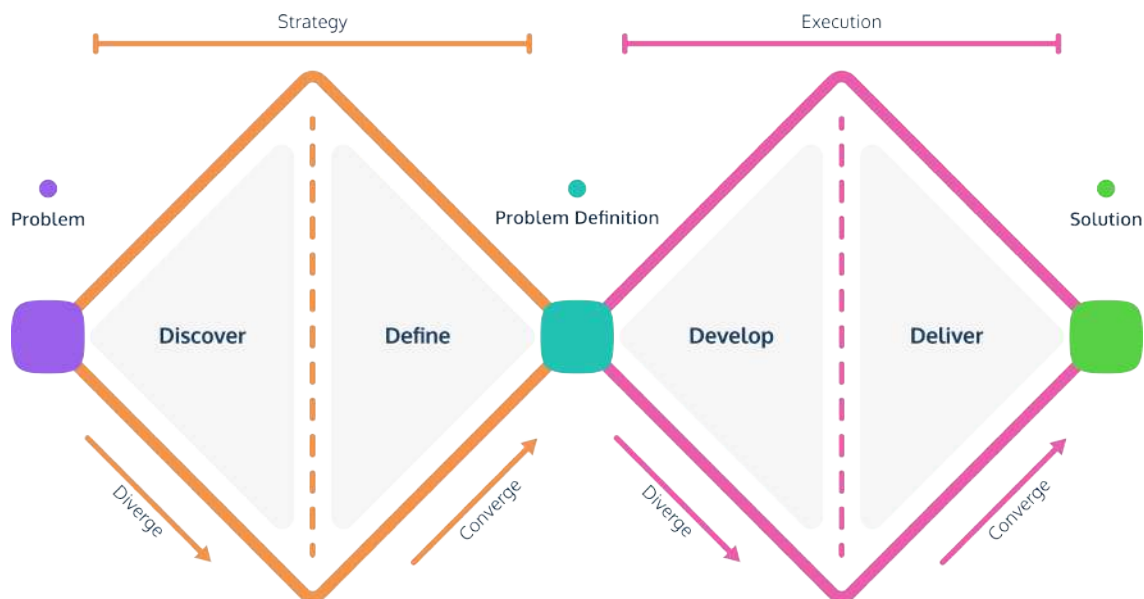 Strategy
Execution
Problem
Problem Definition
Solution
Discover
Define
Develop
Deliver
Diverge
Converge
Diverge
Converge